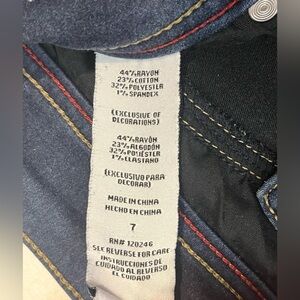 44% RAYON
23% COTTON
32% POLYESTER
1% SPANDEX
(EXCLUSIVE OF
DECORATIONS)
44% RAYÓN
23% ALGODÓN
32% POLIÉSTER
1% ELASTANO
(EXCLUSIVO PARA
DECORAR)
MADE IN CHINA
HECHO EN CHINA
7
RN# 120246
SEE REVERSE FOR CARE
INSTRUCCIONES DE
CUIDADO AL REVERSO
EL CUIDADO